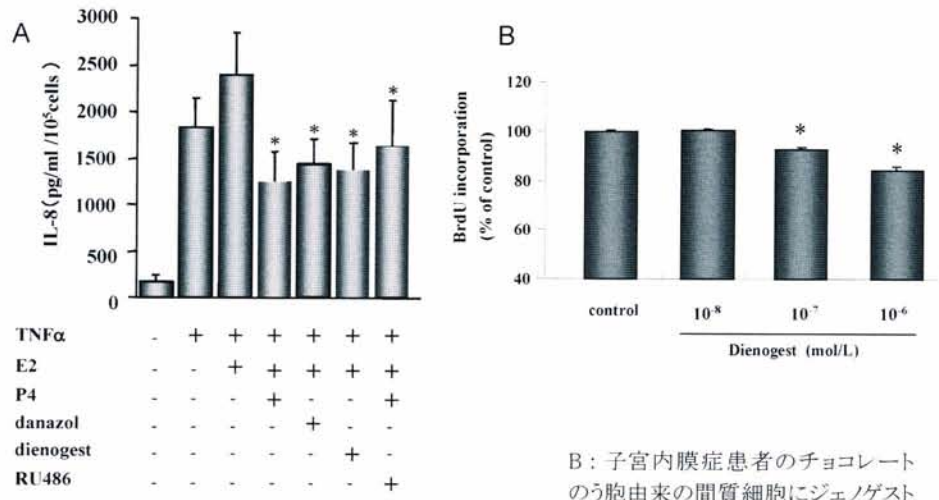 A
3000
2500
2000
1500
1000
500
0
IL-8(pg/ml /10⁵cells )
* * * *
TNFα - + + + + + +
E2 - - + + + + +
P4 - - - + - - +
danazol - - - - + - -
dienogest - - - - - + -
RU486 - - - - - - +
B
120
100
80
60
40
BrdU incorporation
(% of control)
* *
control 10⁻⁸ 10⁻⁷ 10⁻⁶
Dienogest (mol/L)
B : 子宮内膜症患者のチョコレート
のう胞由来の間質細胞にジェノゲスト